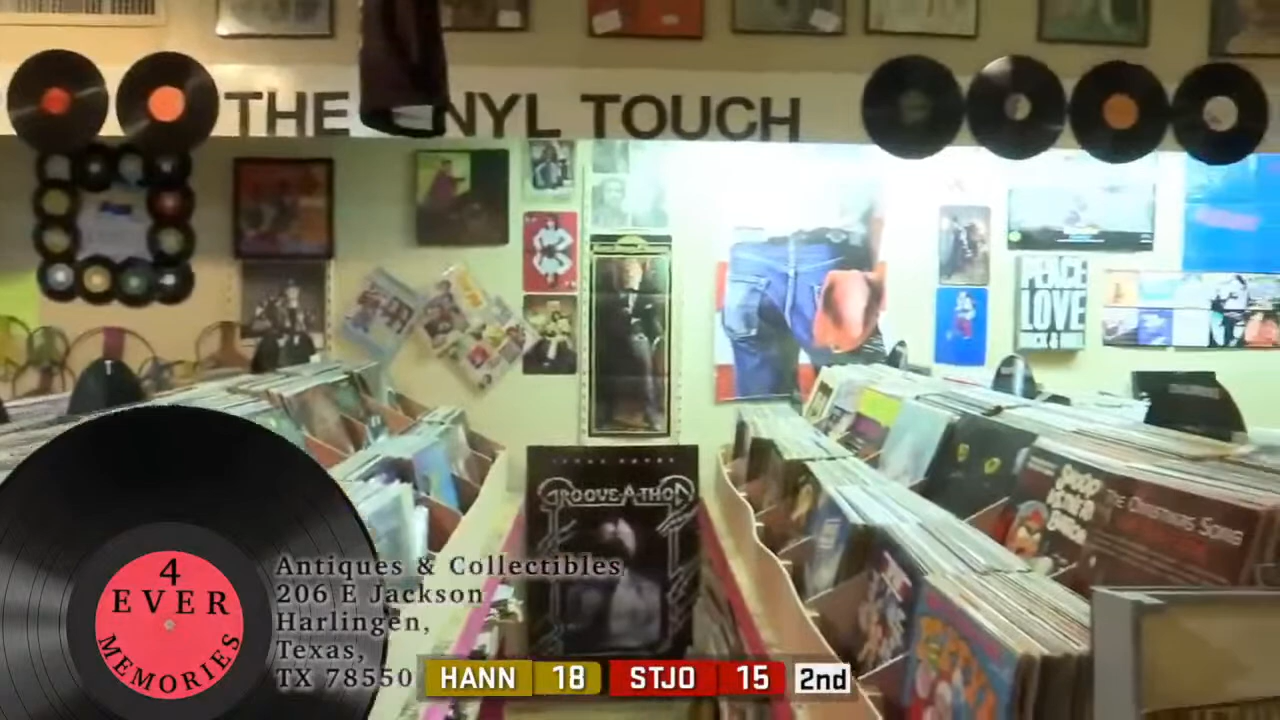 THE NYL TOUCH
PEACE
LOVE
GROOVE-A-THON
The Christmas Song
4
EVER
MEMORIES
Antiques & Collectibles
206 E Jackson
Harlingen,
Texas,
TX 78550
HANN 18 STJO 15 2nd